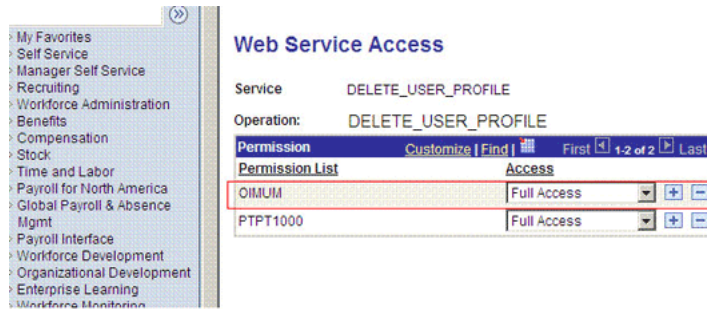 My Favorites
Self Service
Manager Self Service
Recruiting
Workforce Administration
Benefits
Compensation
Stock
Time and Labor
Payroll for North America
Global Payroll & Absence
Mgmt
Payroll Interface
Workforce Development
Organizational Development
Enterprise Learning
Workforce Monitoring
Web Service Access
Service DELETE_USER_PROFILE
Operation: DELETE_USER_PROFILE
Permission Customize | Find | First 1-2 of 2 Last
Permission List Access
OIMUM Full Access
PTPT1000 Full Access